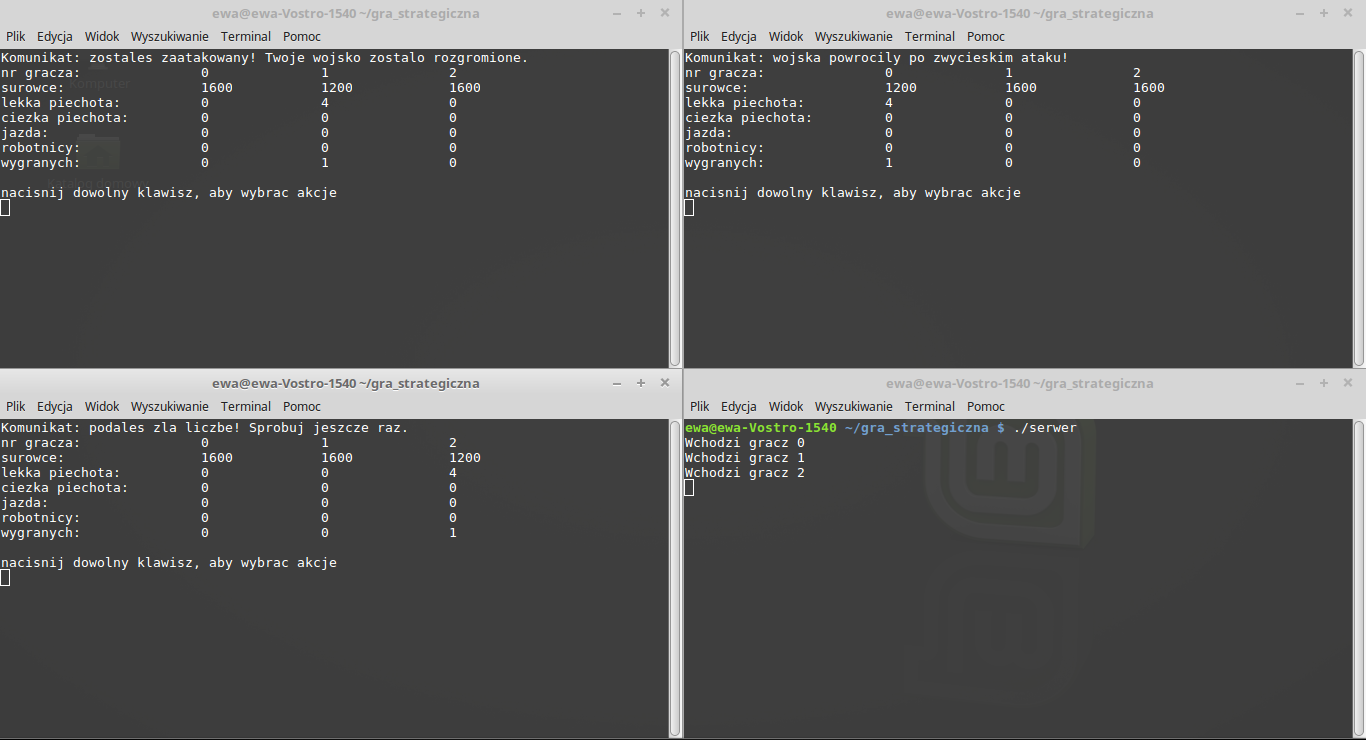 ewa@ewa-Vostro-1540 ~/gra_strategiczna
Plik Edycja Widok Wyszukiwanie Terminal Pomoc
Komunikat: zostales zaatakowany! Twoje wojsko zostalo rozgromione.
nr gracza: 0 1 2
surowce: 1600 1200 1600
lekka piechota: 0 4 0
ciezka piechota: 0 0 0
jazda: 0 0 0
robotnicy: 0 0 0
wygranych: 0 1 0
nacisnij dowolny klawisz, aby wybrac akcje
ewa@ewa-Vostro-1540 ~/gra_strategiczna
Plik Edycja Widok Wyszukiwanie Terminal Pomoc
Komunikat: wojska powrocily po zwycieskim ataku!
nr gracza: 0 1 2
surowce: 1200 1600 1600
lekka piechota: 4 0 0
ciezka piechota: 0 0 0
jazda: 0 0 0
robotnicy: 0 0 0
wygranych: 1 0 0
nacisnij dowolny klawisz, aby wybrac akcje
ewa@ewa-Vostro-1540 ~/gra_strategiczna
Plik Edycja Widok Wyszukiwanie Terminal Pomoc
Komunikat: podales zla liczbe! Sprobuj jeszcze raz.
nr gracza: 0 1 2
surowce: 1600 1600 1200
lekka piechota: 0 0 4
ciezka piechota: 0 0 0
jazda: 0 0 0
robotnicy: 0 0 0
wygranych: 0 0 1
nacisnij dowolny klawisz, aby wybrac akcje
ewa@ewa-Vostro-1540 ~/gra_strategiczna
Plik Edycja Widok Wyszukiwanie Terminal Pomoc
ewa@ewa-Vostro-1540 ~/gra_strategiczna $ ./serwer
Wchodzi gracz 0
Wchodzi gracz 1
Wchodzi gracz 2